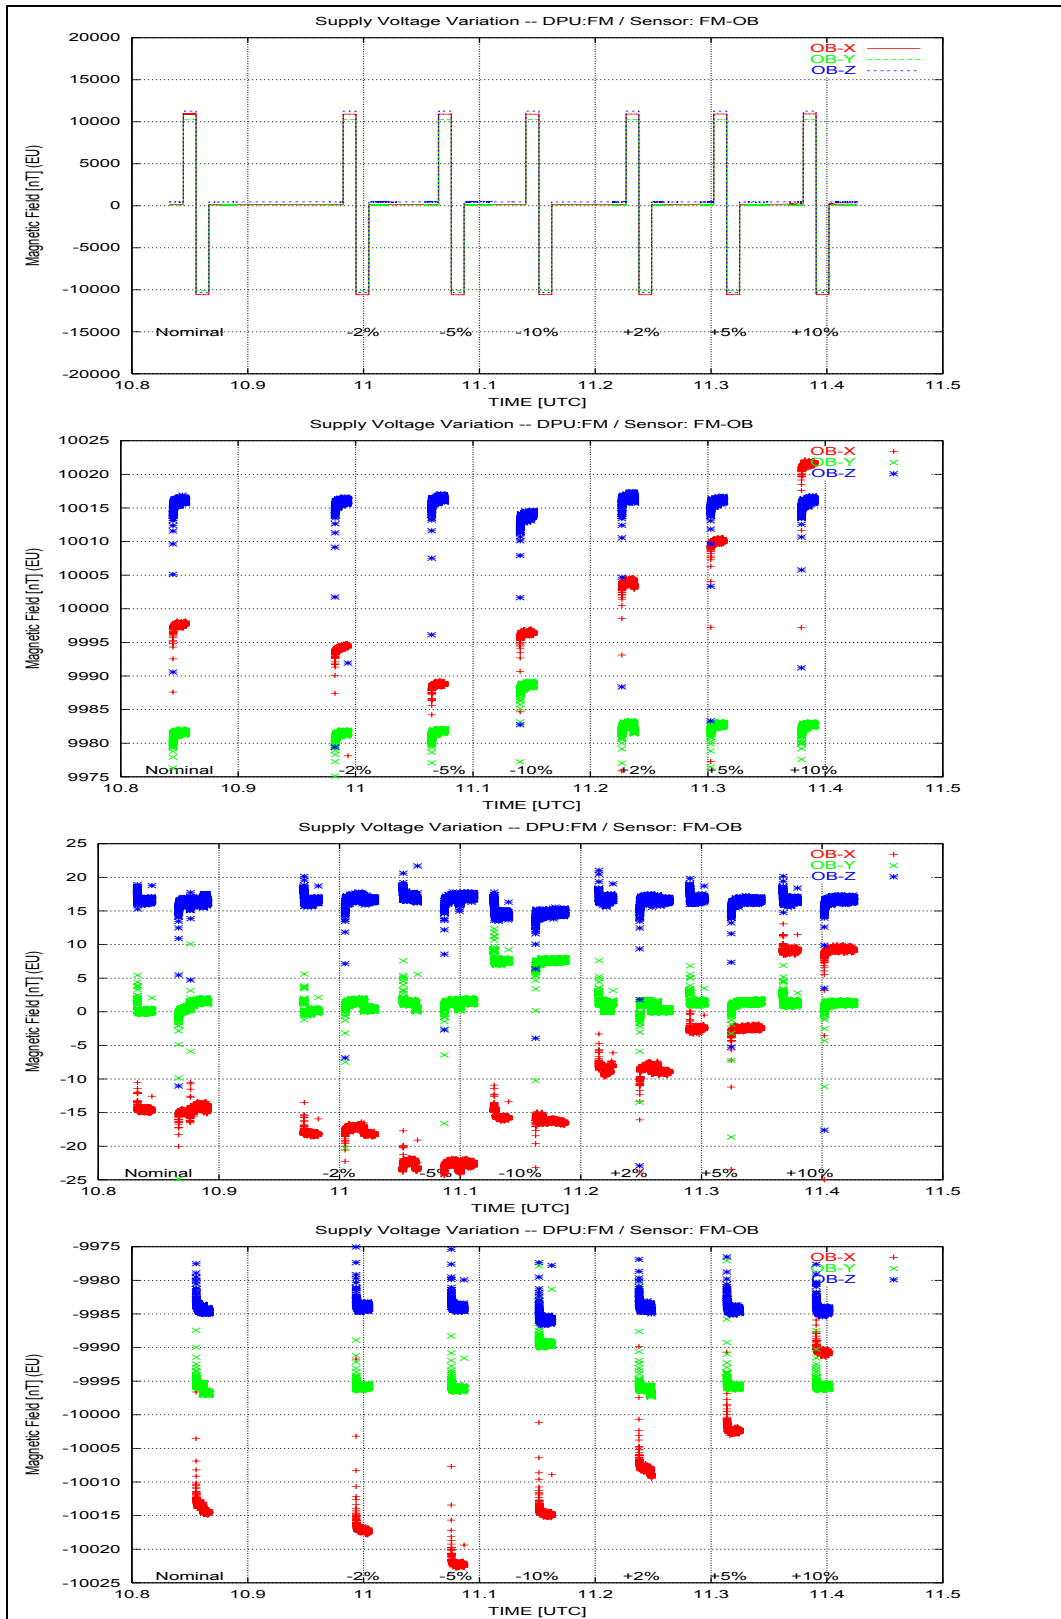 Supply Voltage Variation -- DPU:FM / Sensor: FM-OB
20000
15000
10000
5000
0
-5000
-10000
-15000
-20000
Magnetic Field [nT] (EU)
OB-X
OB-Y
OB-Z
Nominal -2% -5% -10% +2% +5% +10%
10.8 10.9 11 11.1 11.2 11.3 11.4 11.5
TIME [UTC]
Supply Voltage Variation -- DPU:FM / Sensor: FM-OB
10025
10020
10015
10010
10005
10000
9995
9990
9985
9980
9975
Magnetic Field [nT] (EU)
OB-X
OB-Y
OB-Z
Nominal -2% -5% -10% +2% +5% +10%
10.8 10.9 11 11.1 11.2 11.3 11.4 11.5
TIME [UTC]
Supply Voltage Variation -- DPU:FM / Sensor: FM-OB
25
20
15
10
5
0
-5
-10
-15
-20
-25
Magnetic Field [nT] (EU)
OB-X
OB-Y
OB-Z
Nominal -2% -5% -10% +2% +5% +10%
10.8 10.9 11 11.1 11.2 11.3 11.4 11.5
TIME [UTC]
Supply Voltage Variation -- DPU:FM / Sensor: FM-OB
-9975
-9980
-9985
-9990
-9995
-10000
-10005
-10010
-10015
-10020
-10025
Magnetic Field [nT] (EU)
OB-X
OB-Y
OB-Z
Nominal -2% -5% -10% +2% +5% +10%
10.8 10.9 11 11.1 11.2 11.3 11.4 11.5
TIME [UTC]